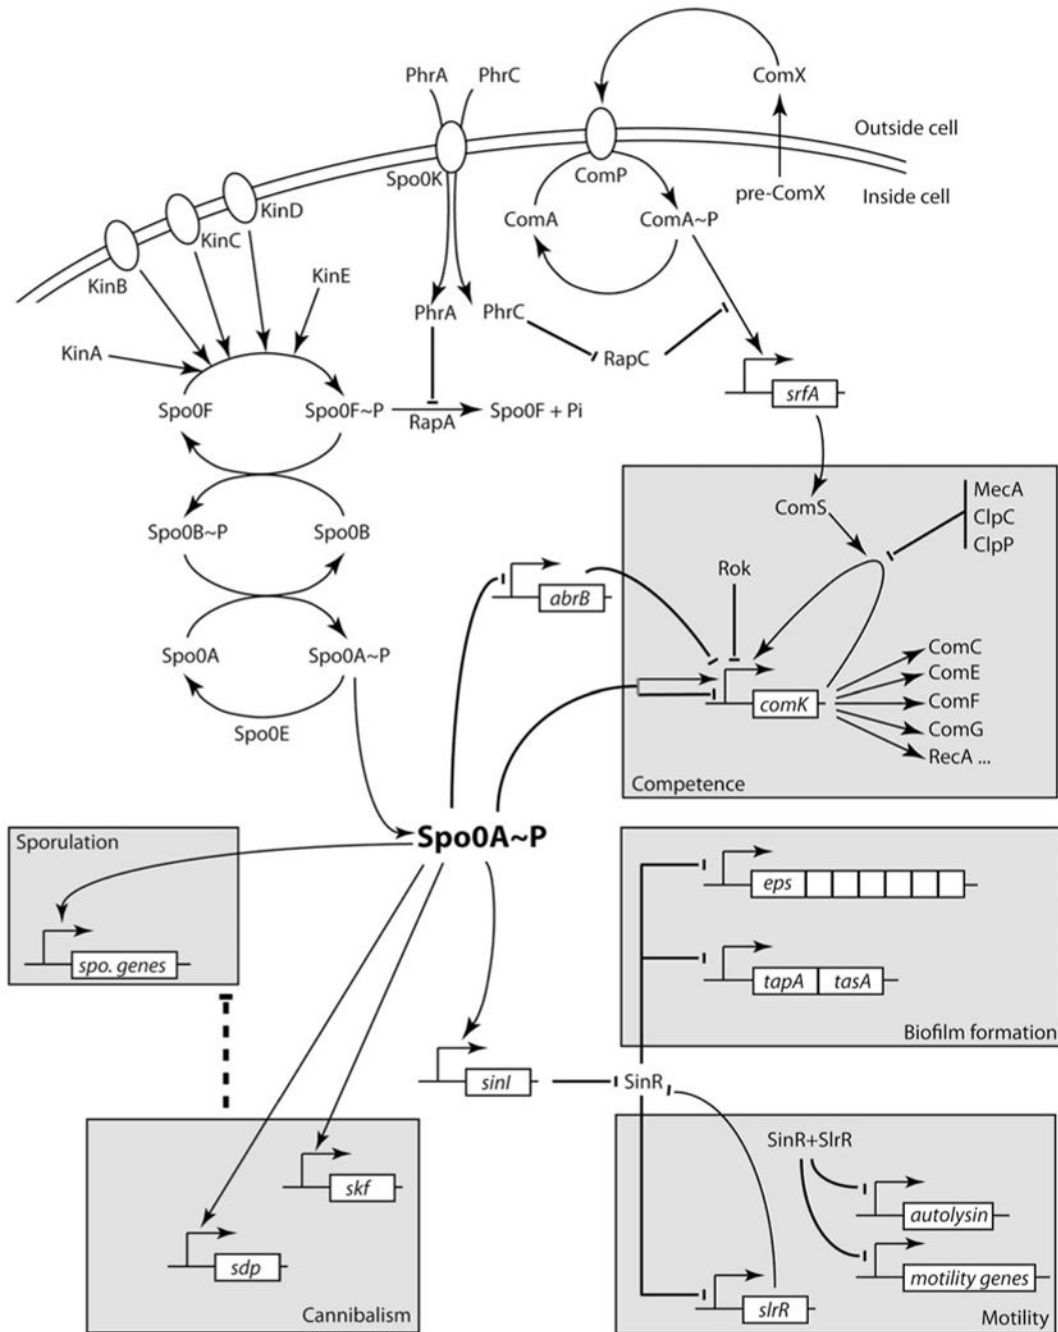 PhrA PhrC
ComX
Outside cell
Spo0K
ComP
pre-ComX
Inside cell
KinD
KinC
KinB
ComA
ComA~P
KinE
PhrA
PhrC
KinA
RapC
srfA
Spo0F
Spo0F~P
RapA
Spo0F + Pi
ComS
MecA
ClpC
ClpP
Spo0B~P
Spo0B
abrB
Rok
Spo0A
Spo0A~P
Spo0E
comK
ComC
ComE
ComF
ComG
RecA ...
Competence
Spo0A~P
Sporulation
spo. genes
eps
tapA
tasA
Biofilm formation
sinI
SinR
SinR+SlrR
skf
autolysin
sdp
motility genes
Cannibalism
slrR
Motility